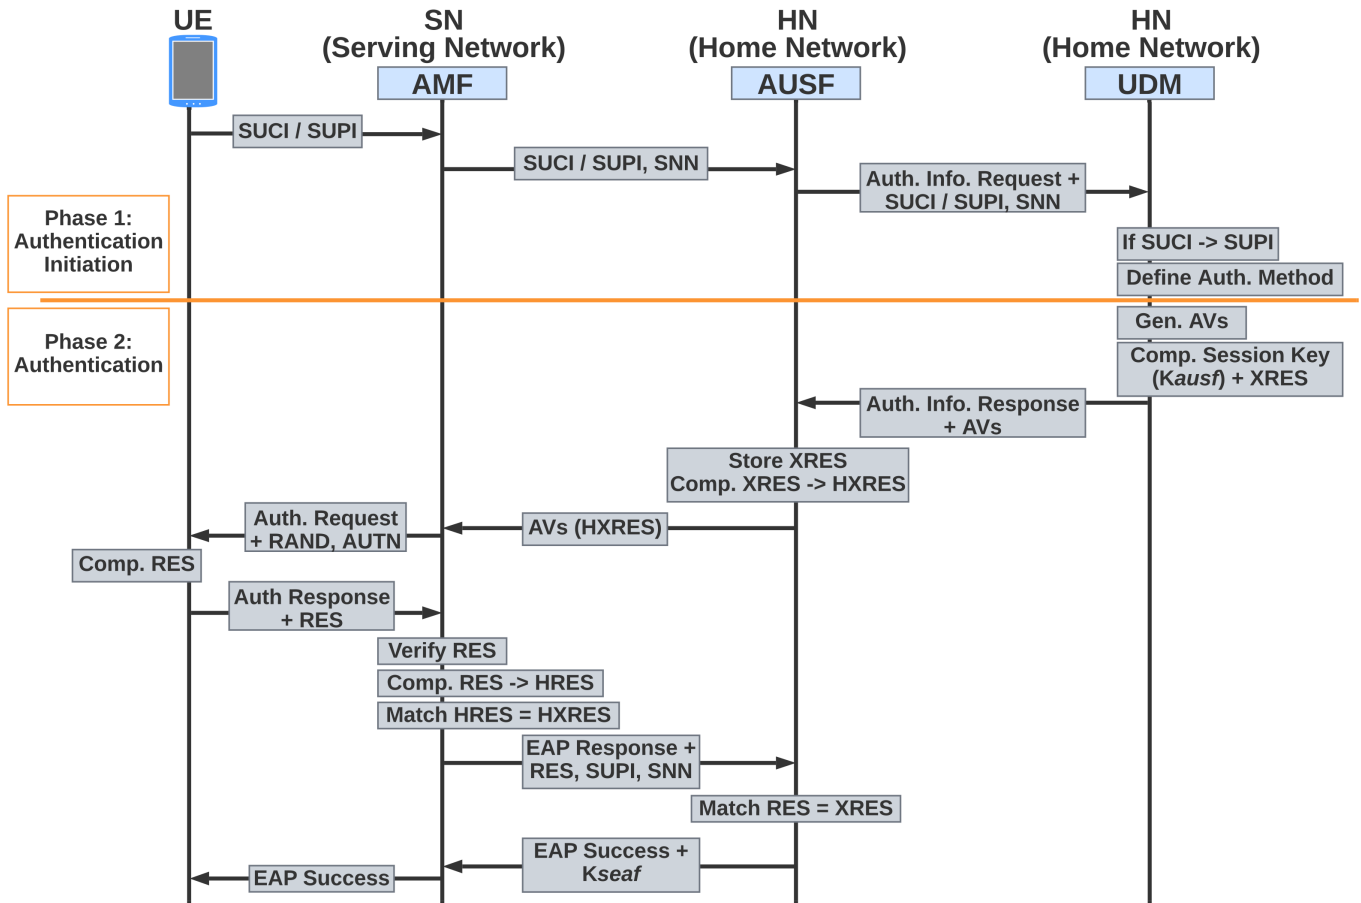 UE
SN
(Serving Network)
HN
(Home Network)
HN
(Home Network)
AMF
AUSF
UDM
SUCI / SUPI
SUCI / SUPI, SNN
Auth. Info. Request +
SUCI / SUPI, SNN
Phase 1:
Authentication
Initiation
If SUCI -> SUPI
Define Auth. Method
Phase 2:
Authentication
Gen. AVs
Comp. Session Key
(Kausf) + XRES
Auth. Info. Response
+ AVs
Store XRES
Comp. XRES -> HXRES
AVs (HXRES)
Auth. Request
+ RAND, AUTN
Comp. RES
Auth Response
+ RES
Verify RES
Comp. RES -> HRES
Match HRES = HXRES
EAP Response +
RES, SUPI, SNN
Match RES = XRES
EAP Success +
Kseaf
EAP Success